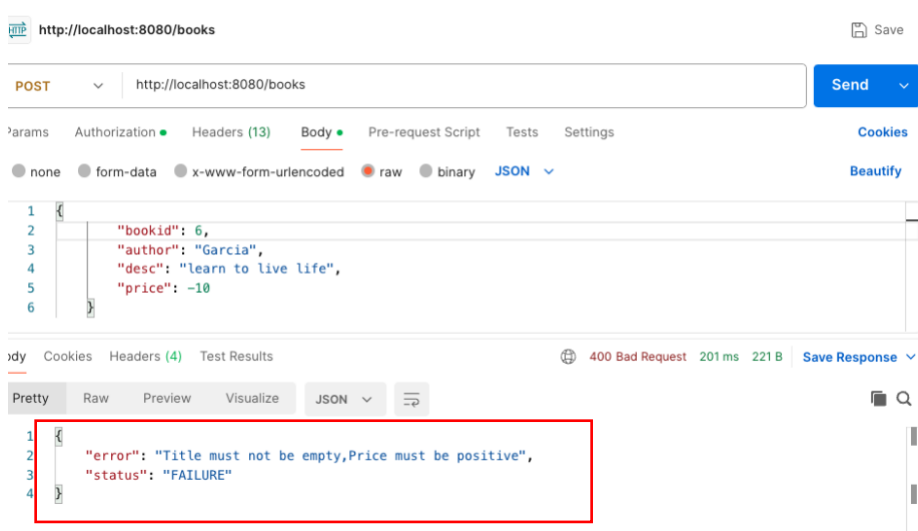 HTTP http://localhost:8080/books Save
POST http://localhost:8080/books Send
Params Authorization Headers (13) Body Pre-request Script Tests Settings Cookies
none form-data x-www-form-urlencoded raw binary JSON Beautify
1 {
2 "bookid": 6,
3 "author": "Garcia",
4 "desc": "learn to live life",
5 "price": -10
6 }
ody Cookies Headers (4) Test Results 400 Bad Request 201 ms 221 B Save Response
Pretty Raw Preview Visualize JSON
1 {
2 "error": "Title must not be empty,Price must be positive",
3 "status": "FAILURE"
4 }